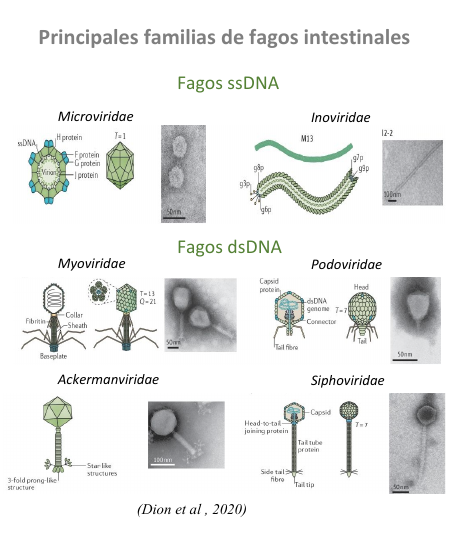 Principales familias de fagos intestinales
Fagos ssDNA
Microviridae
Inoviridae
ssDNA
H protein
F protein
G protein
J protein
Virion
T=1
50nm
M13
g3p
g8p
g6p
g7p
g9p
I2-2
100nm
Fagos dsDNA
Myoviridae
Podoviridae
Fibritin
Collar
Sheath
Baseplate
T=13
Q=21
50nm
Capsid
protein
dsDNA
genome
Connector
Tail fibre
Head
T=7
Tail
50nm
Ackermanviridae
Siphoviridae
Star-like
structures
3-fold prong-like
structure
100nm
Capsid
Head-to-tail
joining protein
Tail tube
protein
Side tail
fibre
Tail tip
T=7
50nm
(Dion et al , 2020)